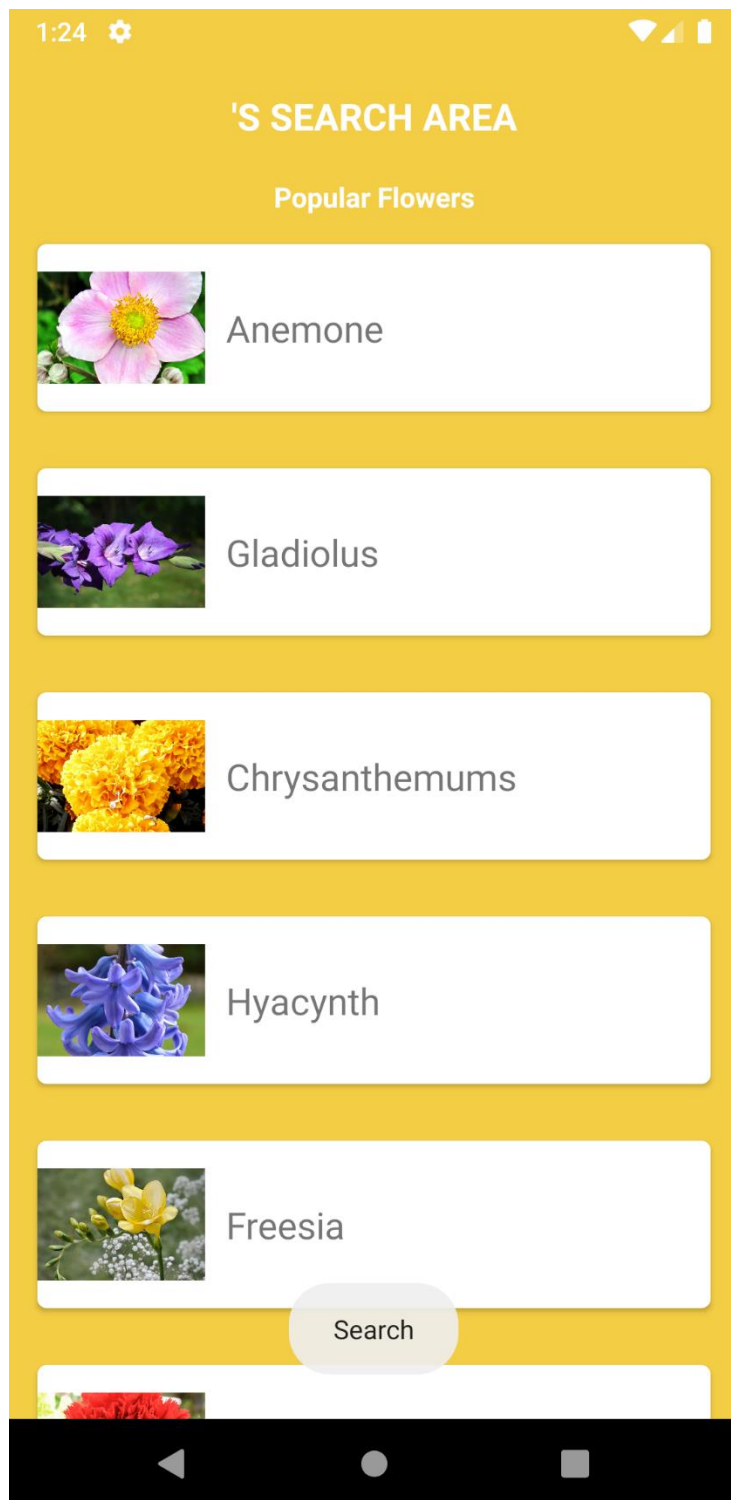 1:24
'S SEARCH AREA
Popular Flowers
Anemone
Gladiolus
Chrysanthemums
Hyacynth
Freesia
Search